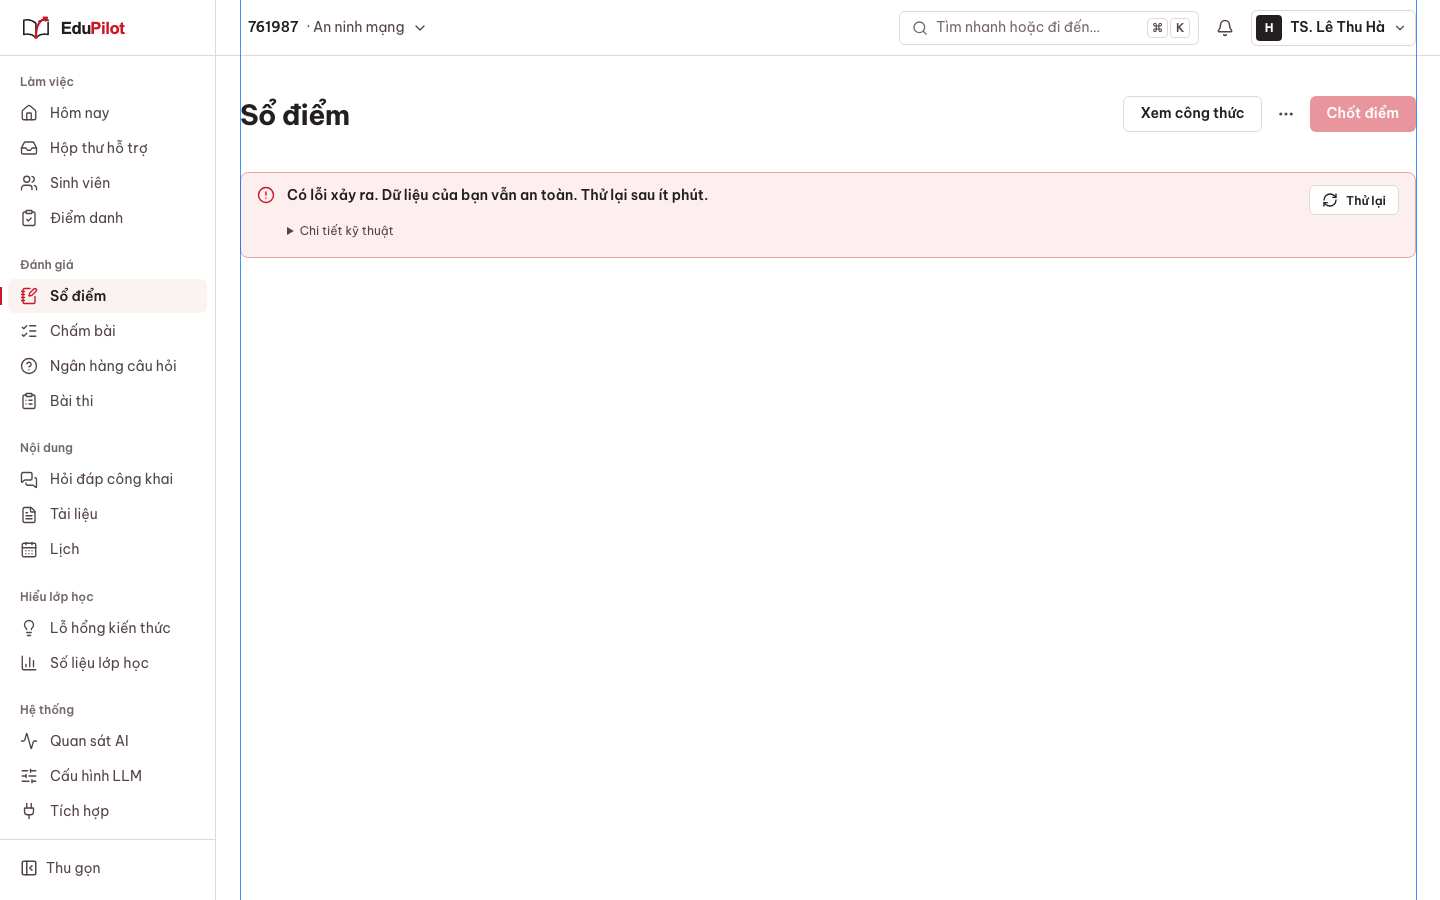 EduPilot
761987 · An ninh mạng
Tìm nhanh hoặc đi đến...
⌘ K
H TS. Lê Thu Hà
Làm việc
Hôm nay
Hộp thư hỗ trợ
Sinh viên
Điểm danh
Đánh giá
Sổ điểm
Chấm bài
Ngân hàng câu hỏi
Bài thi
Nội dung
Hỏi đáp công khai
Tài liệu
Lịch
Hiểu lớp học
Lỗ hổng kiến thức
Số liệu lớp học
Hệ thống
Quan sát AI
Cấu hình LLM
Tích hợp
Thu gọn
Sổ điểm
Xem công thức
Chốt điểm
Có lỗi xảy ra. Dữ liệu của bạn vẫn an toàn. Thử lại sau ít phút.
Thử lại
Chi tiết kỹ thuật